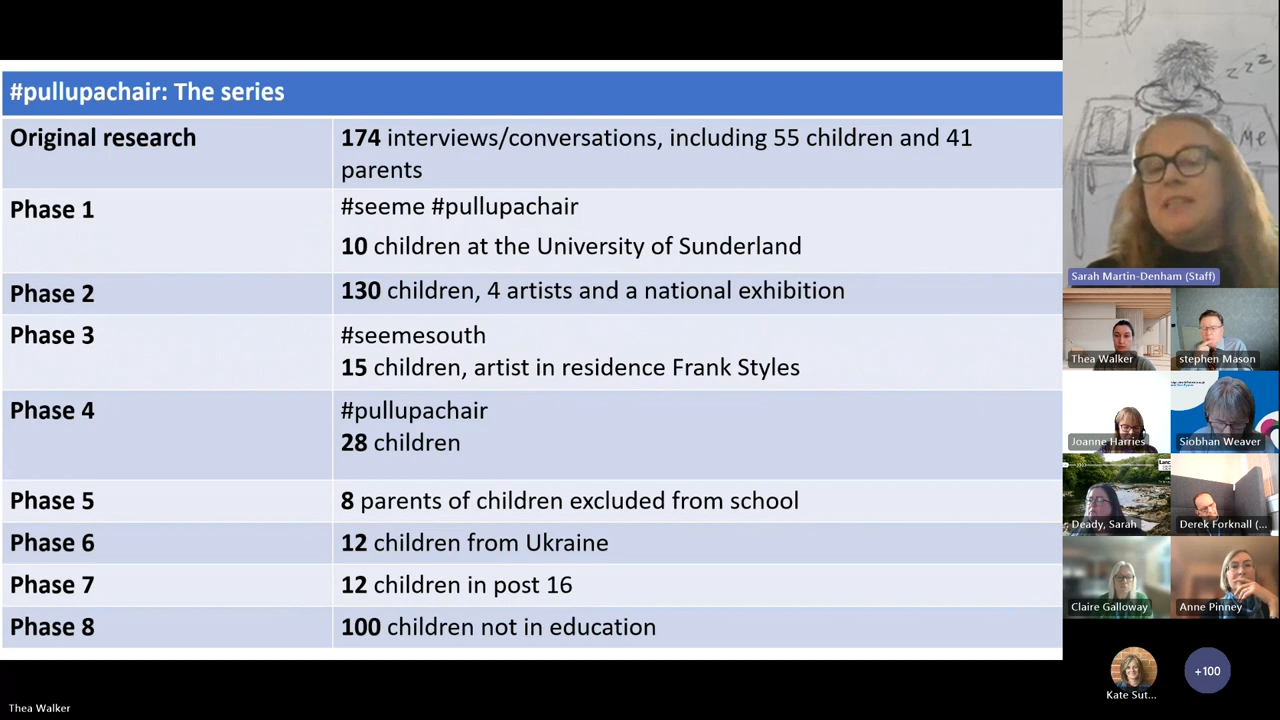 #pullupachair: The series
Original research
174 interviews/conversations, including 55 children and 41
parents
Phase 1
#seeme #pullupachair
10 children at the University of Sunderland
Phase 2
130 children, 4 artists and a national exhibition
Phase 3
#seemesouth
15 children, artist in residence Frank Styles
Phase 4
#pullupachair
28 children
Phase 5
8 parents of children excluded from school
Phase 6
12 children from Ukraine
Phase 7
12 children in post 16
Phase 8
100 children not in education
zzz
Me
Sarah Martin-Denham (Staff)
Thea Walker
stephen Mason
Joanne Harries
Siobhan Weaver
Deady, Sarah
Derek Forknall (...
Claire Galloway
Anne Pinney
Kate Sut...
+100
Thea Walker